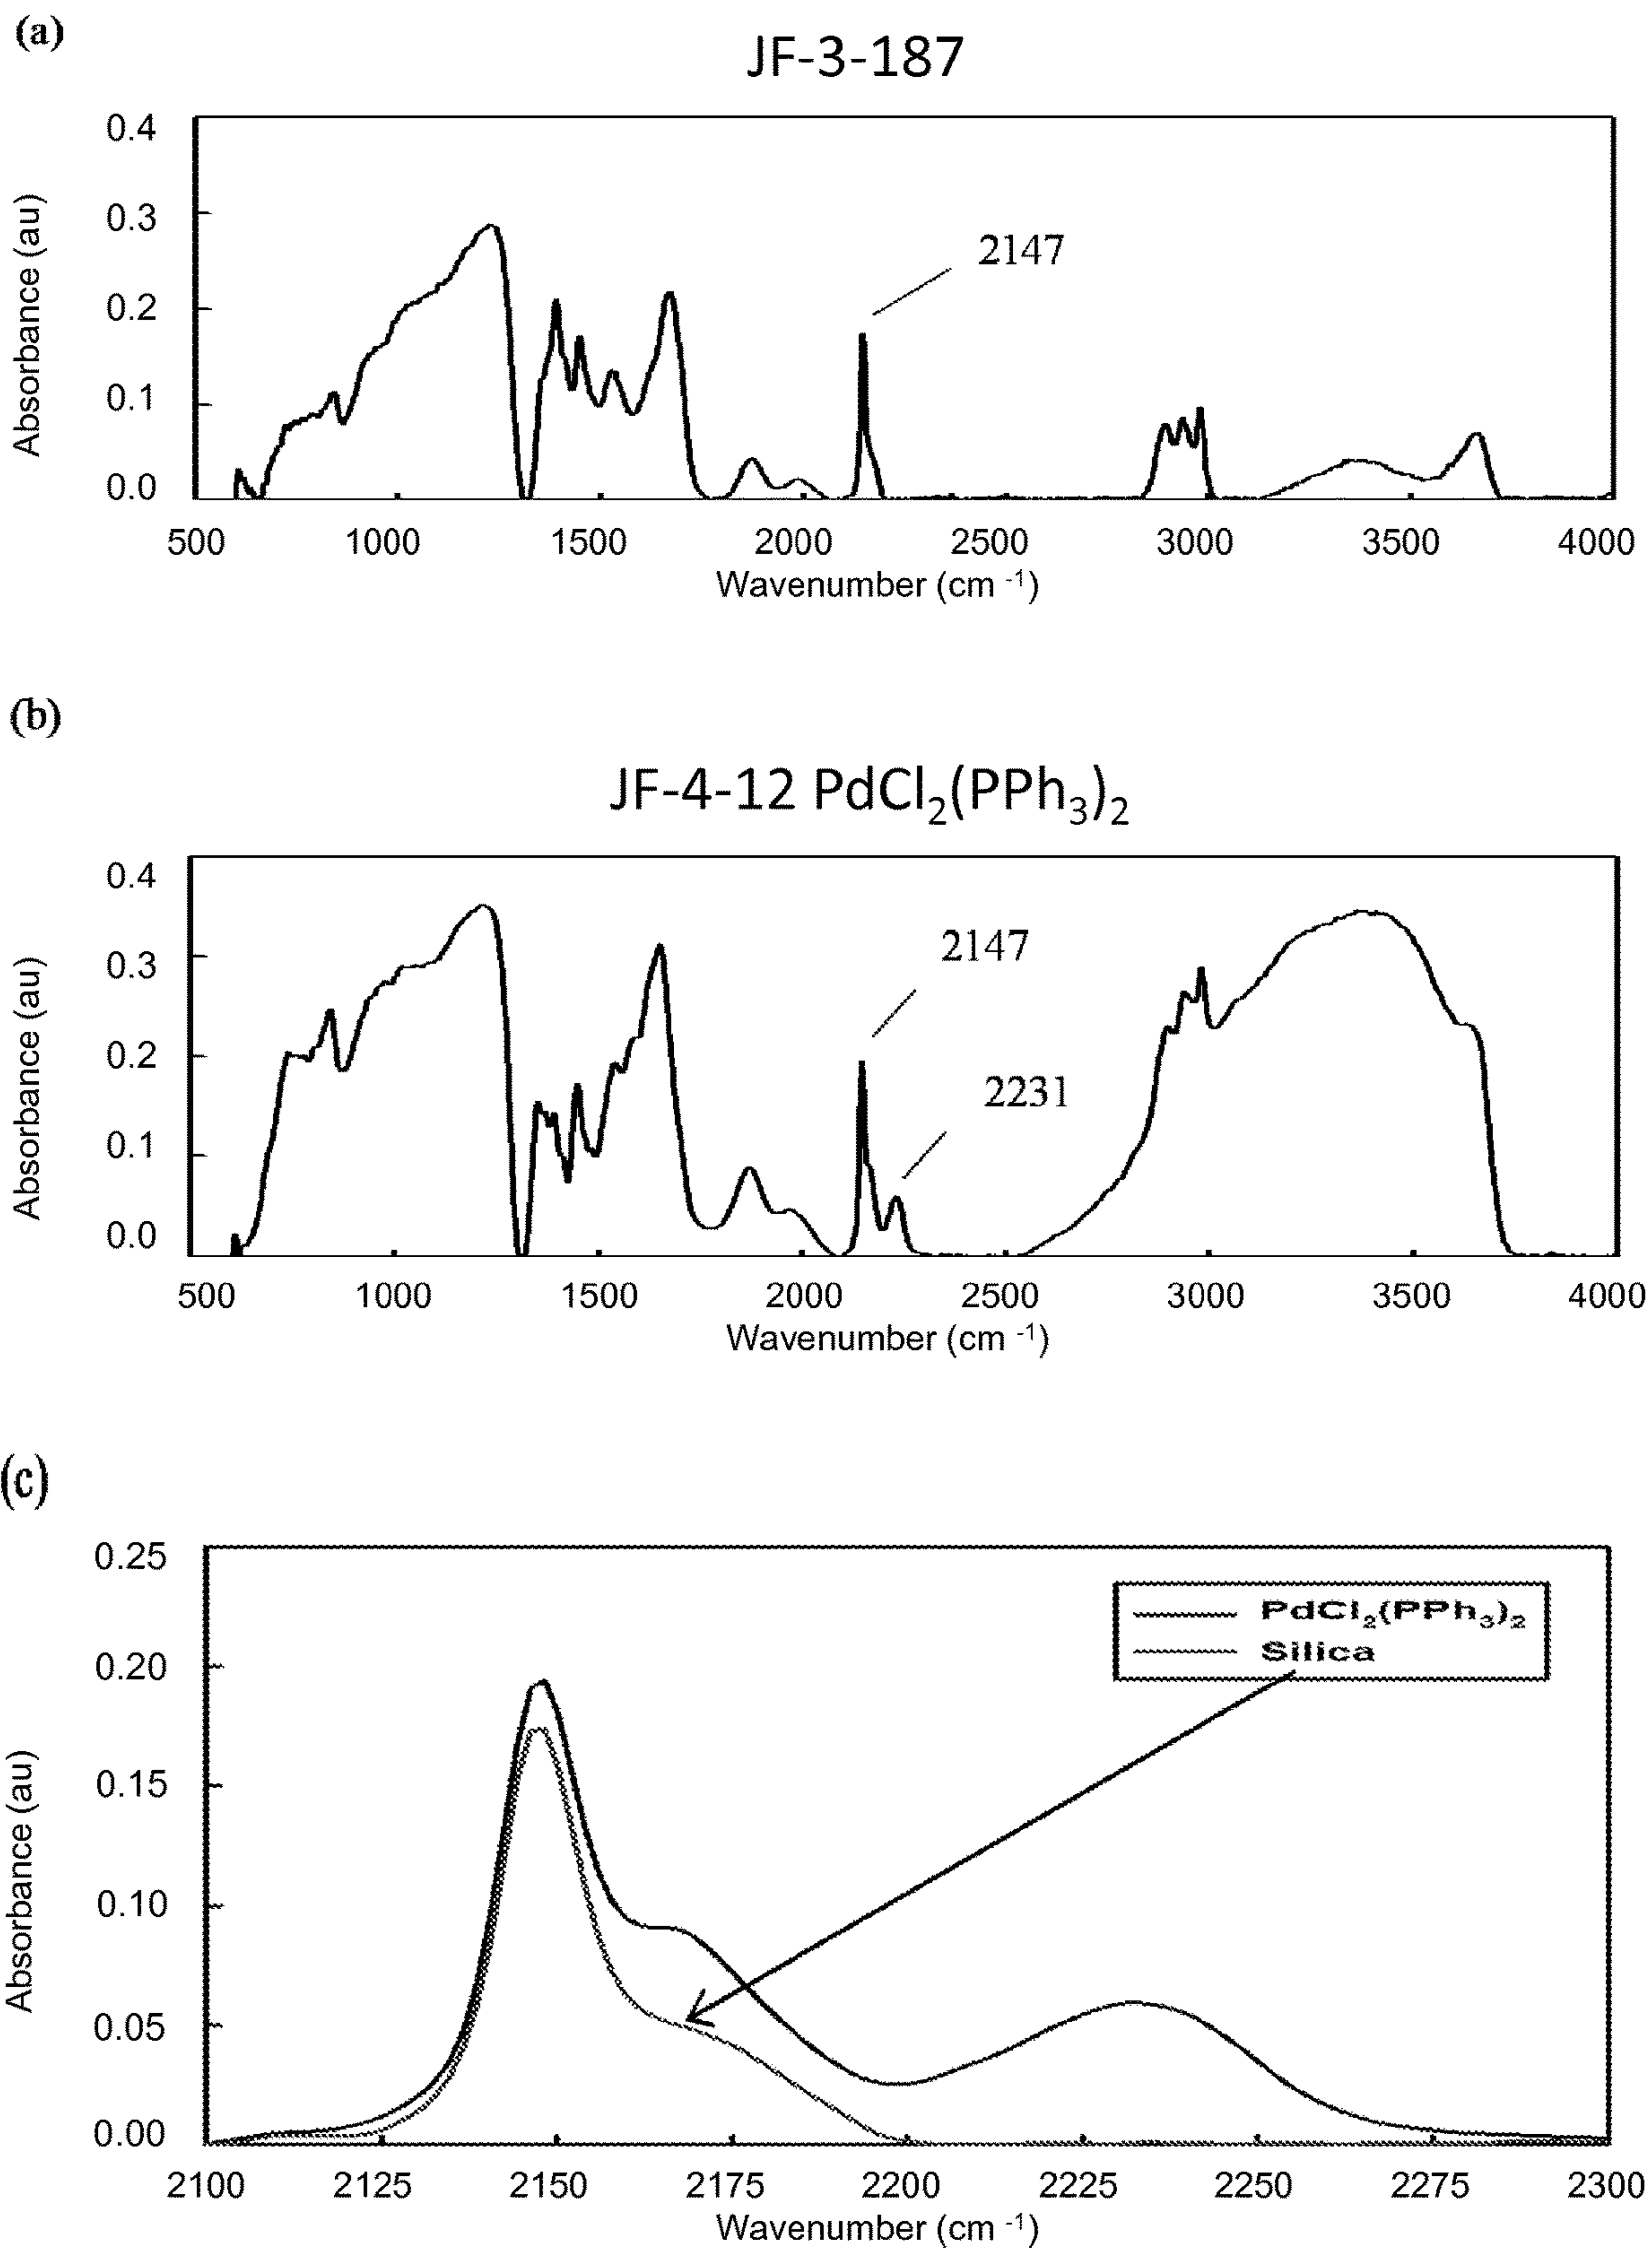 (a)
JF-3-187
0.4
0.3
0.2
0.1
0.0
Absorbance (au)
2147
500 1000 1500 2000 2500 3000 3500 4000
Wavenumber (cm -1)
(b)
JF-4-12 PdCl2(PPh3)2
0.4
0.3
0.2
0.1
0.0
Absorbance (au)
2147
2231
500 1000 1500 2000 2500 3000 3500 4000
Wavenumber (cm -1)
(c)
0.25
0.20
0.15
0.10
0.05
0.00
Absorbance (au)
PdCl2(PPh3)2
Silica
2100 2125 2150 2175 2200 2225 2250 2275 2300
Wavenumber (cm -1)